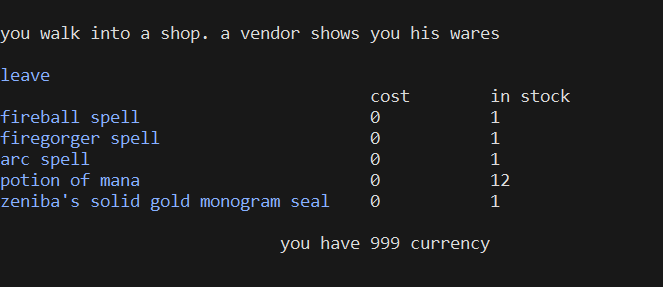 you walk into a shop. a vendor shows you his wares
leave
cost in stock
fireball spell 0 1
firegorger spell 0 1
arc spell 0 1
potion of mana 0 12
zeniba's solid gold monogram seal 0 1
you have 999 currency